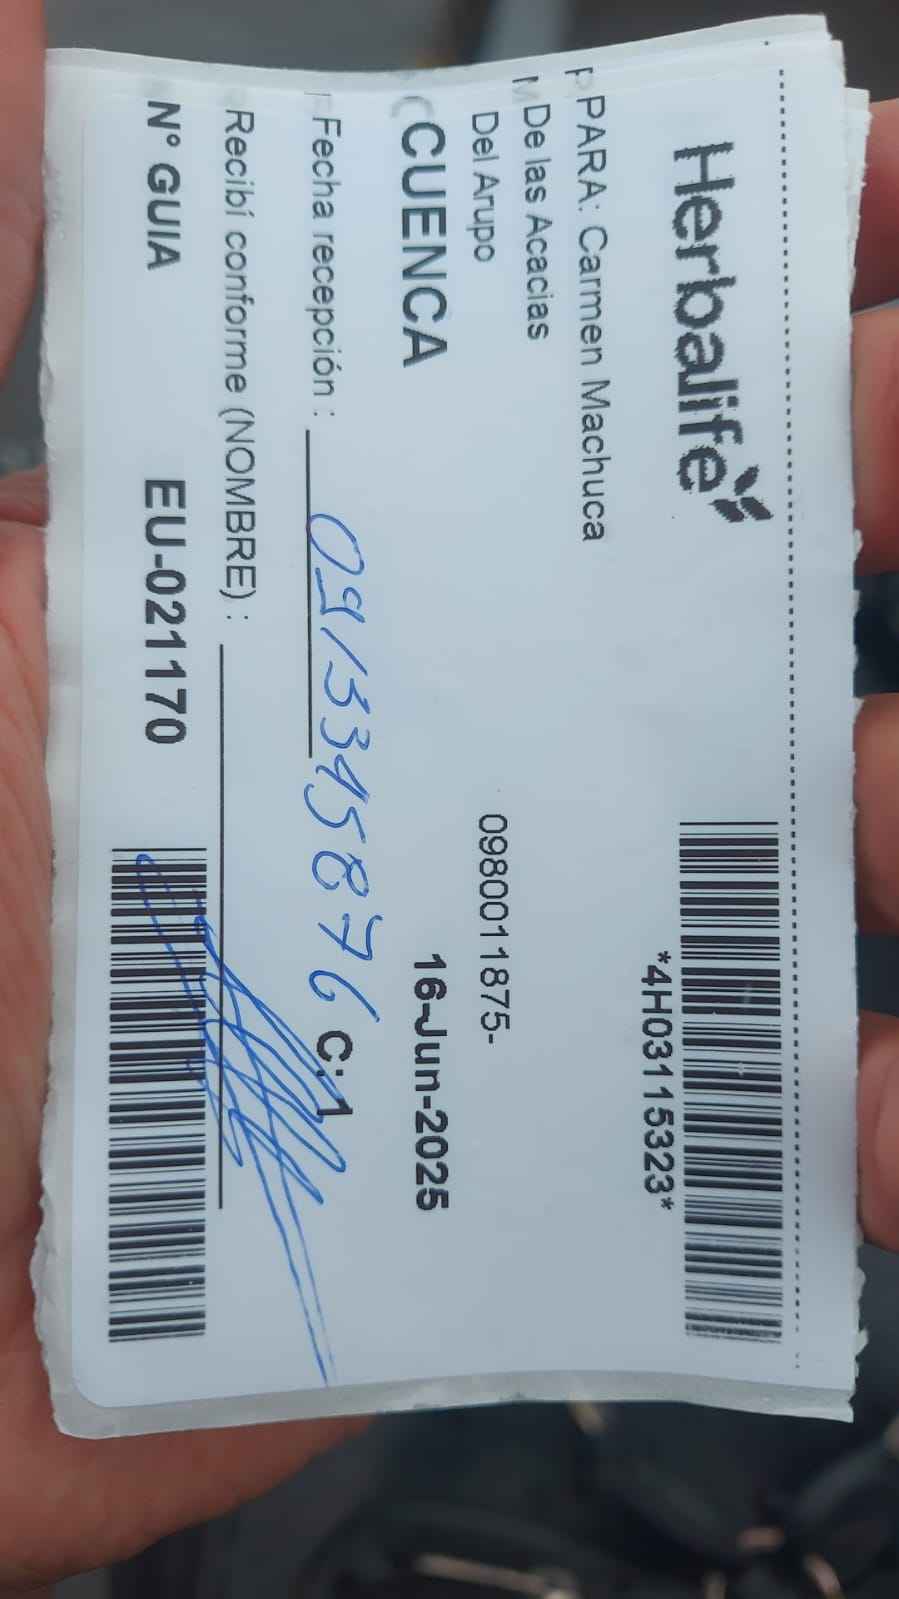 Herbalife
*4H03115323*
PARA: Carmen Machuca
De las Acacias
Del Arupo
0980011875-
CUENCA
16-Jun-2025
Fecha recepción :
0913345876
C: 1
Recibí conforme (NOMBRE) :
N° GUIA
EU-021170